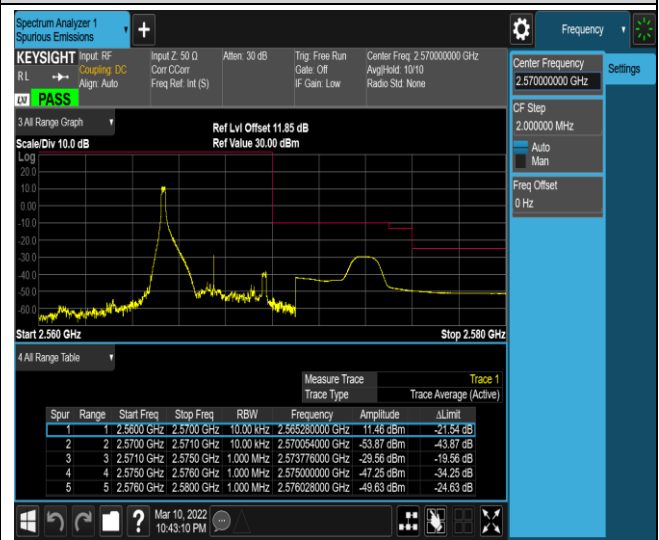 Spectrum Analyzer 1
Spurious Emissions
+
Frequency
KEYSIGHT Input: RF Input Z: 50 Ω Atten: 30 dB Trig: Free Run Center Freq: 2.570000000 GHz
RL Coupling: DC Corr CCorr Gate: Off Avg|Hold: 10/10
Align: Auto Freq Ref: Int (S) IF Gain: Low Radio Std: None
LXI PASS
Center Frequency
2.570000000 GHz
Settings
CF Step
2.000000 MHz
Auto
Man
Freq Offset
0 Hz
3 All Range Graph
Ref Lvl Offset 11.85 dB
Scale/Div 10.0 dB Ref Value 30.00 dBm
Log
20.0
10.0
0.00
-10.0
-20.0
-30.0
-40.0
-50.0
-60.0
Start 2.560 GHz Stop 2.580 GHz
4 All Range Table
Measure Trace Trace 1
Trace Type Trace Average (Active)
Spur Range Start Freq Stop Freq RBW Frequency Amplitude ΔLimit
1 1 2.5600 GHz 2.5700 GHz 10.00 kHz 2.565280000 GHz 11.46 dBm -21.54 dB
2 2 2.5700 GHz 2.5710 GHz 10.00 kHz 2.570054000 GHz -53.87 dBm -43.87 dB
3 3 2.5710 GHz 2.5750 GHz 1.000 MHz 2.573776000 GHz -29.56 dBm -19.56 dB
4 4 2.5750 GHz 2.5760 GHz 1.000 MHz 2.575000000 GHz -47.25 dBm -34.25 dB
5 5 2.5760 GHz 2.5800 GHz 1.000 MHz 2.576028000 GHz -49.63 dBm -24.63 dB
? Mar 10, 2022
10:43:10 PM